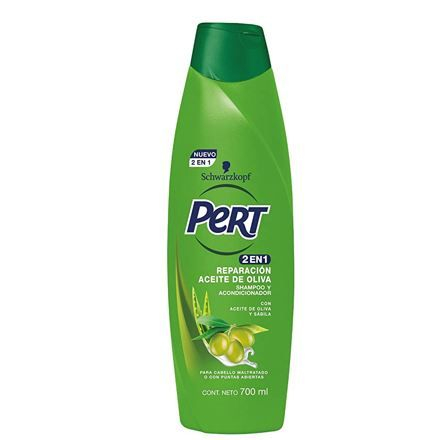 NUEVO
2 EN 1
Schwarzkopf
PERT
2 EN 1
REPARACIÓN
ACEITE DE OLIVA
SHAMPOO Y
ACONDICIONADOR
CON
ACEITE DE OLIVA
Y SÁBILA
PARA CABELLO MALTRATADO
O CON PUNTAS ABIERTAS
CONT. NETO 700 ml